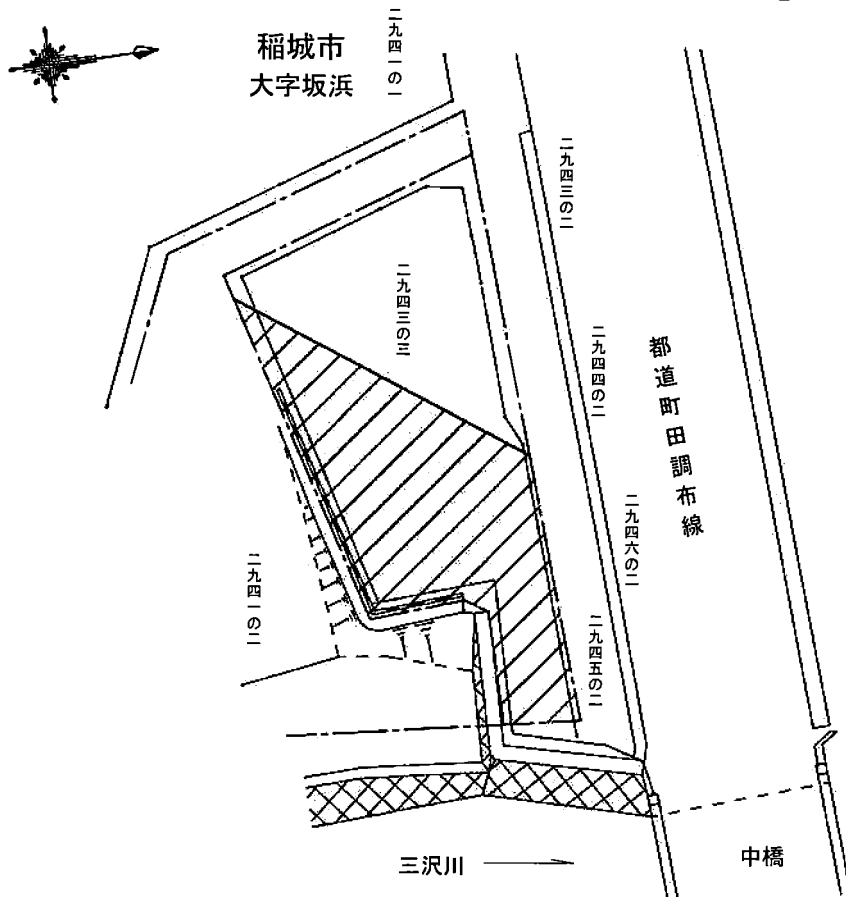 稲城市
大字坂浜
二九四一の一
二九四三の二
二九四三の三
二九四四の二
都道町田調布線
二九四六の二
二九四一の二
二九四五の二
三沢川
中橋